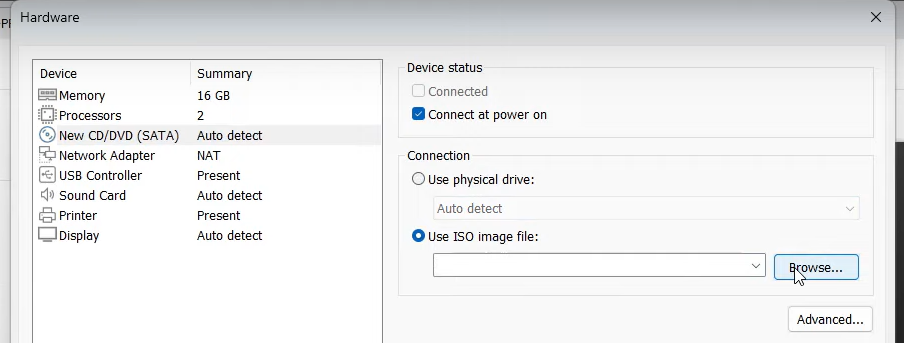 Hardware
Device Summary
Memory 16 GB
Processors 2
New CD/DVD (SATA) Auto detect
Network Adapter NAT
USB Controller Present
Sound Card Auto detect
Printer Present
Display Auto detect
Device status
Connected
Connect at power on
Connection
Use physical drive:
Auto detect
Use ISO image file:
Browse...
Advanced...